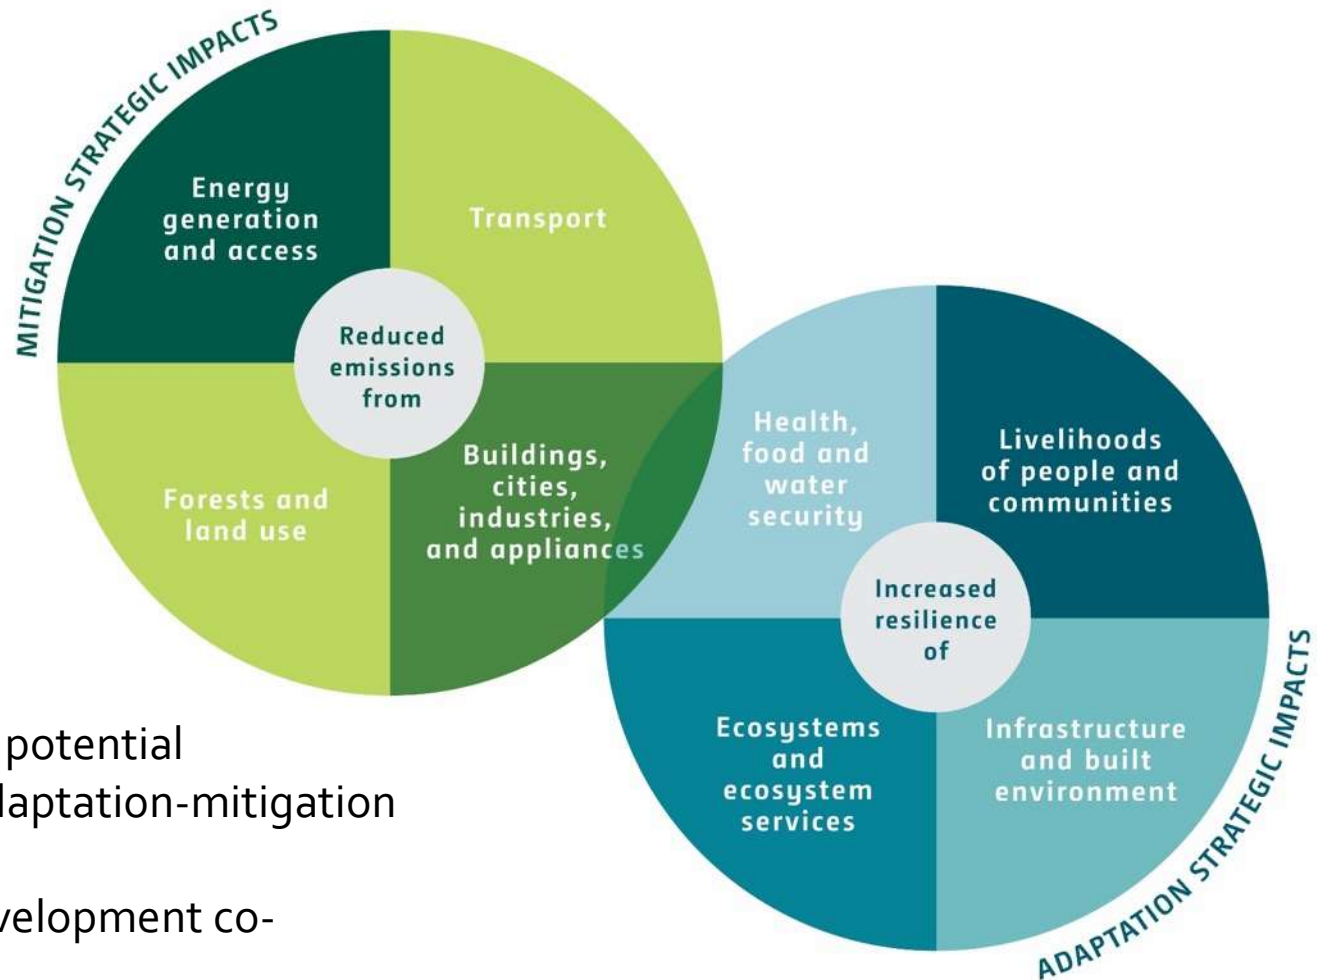 MITIGATION STRATEGIC IMPACTS
Energy
generation
and access
Transport
Reduced
emissions
from
Forests and
land use
Buildings,
cities,
industries,
and appliances
Health,
food and
water
security
Livelihoods
of people and
communities
Increased
resilience
of
Ecosystems
and
ecosystem
services
Infrastructure
and built
environment
ADAPTATION STRATEGIC IMPACTS
potential
daptation-mitigation
velopment co-